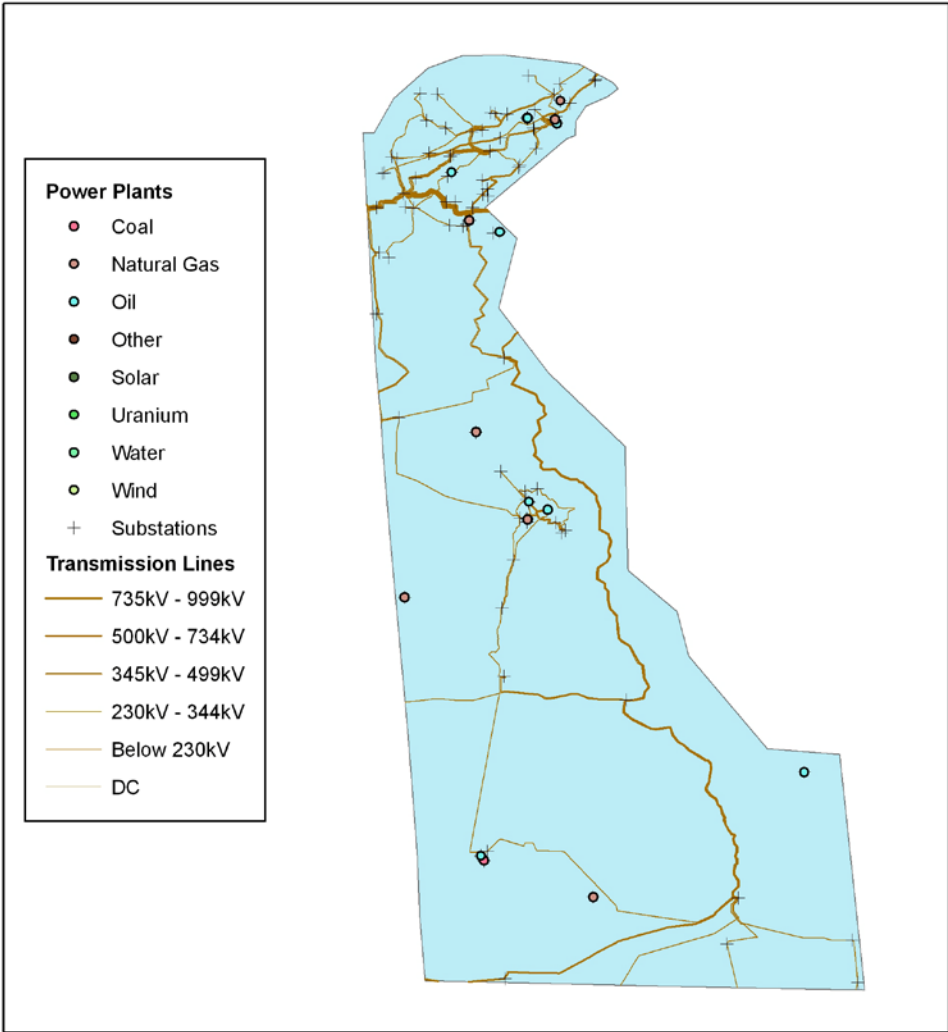 Power Plants
Coal
Natural Gas
Oil
Other
Solar
Uranium
Water
Wind
Substations
Transmission Lines
735kV - 999kV
500kV - 734kV
345kV - 499kV
230kV - 344kV
Below 230kV
DC